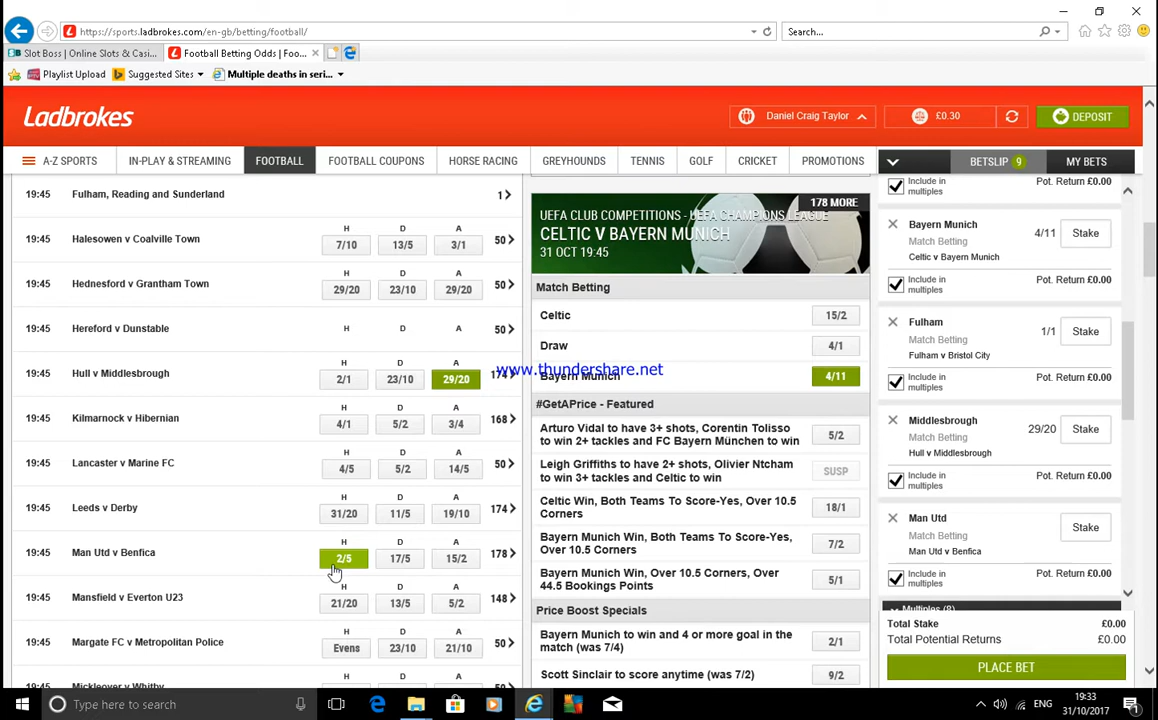 https://sports.ladbrokes.com/en-gb/betting/football/
Search...
Slot Boss | Online Slots & Casi...
Football Betting Odds | Foo...
Playlist Upload
Suggested Sites
Multiple deaths in seri...
Ladbrokes
Daniel Craig Taylor
£0.30
DEPOSIT
A-Z SPORTS
IN-PLAY & STREAMING
FOOTBALL
FOOTBALL COUPONS
HORSE RACING
GREYHOUNDS
TENNIS
GOLF
CRICKET
PROMOTIONS
BETSLIP 9
MY BETS
19:45 Fulham, Reading and Sunderland 1
H D A
19:45 Halesowen v Coalville Town 7/10 13/5 3/1 50
H D A
19:45 Hednesford v Grantham Town 29/20 23/10 29/20 50
19:45 Hereford v Dunstable H D A 50
H D A
19:45 Hull v Middlesbrough 2/1 23/10 29/20 174
H D A
19:45 Kilmarnock v Hibernian 4/1 5/2 3/4 168
H D A
19:45 Lancaster v Marine FC 4/5 5/2 14/5 50
H D A
19:45 Leeds v Derby 31/20 11/5 19/10 174
H D A
19:45 Man Utd v Benfica 2/5 17/5 15/2 178
H D A
19:45 Mansfield v Everton U23 21/20 13/5 5/2 148
H D A
19:45 Margate FC v Metropolitan Police Evens 23/10 21/10 50
H D A
19:45 Mickleover v Whitby 50
178 MORE
UEFA CLUB COMPETITIONS - UEFA CHAMPIONS LEAGUE
CELTIC V BAYERN MUNICH
31 OCT 19:45
Match Betting
Celtic 15/2
Draw 4/1
www.thundershare.net
Bayern Munich 4/11
#GetAPrice - Featured
Arturo Vidal to have 3+ shots, Corentin Tolisso
to win 2+ tackles and FC Bayern München to win
5/2
Leigh Griffiths to have 2+ shots, Olivier Ntcham
to win 3+ tackles and Celtic to win
SUSP
Celtic Win, Both Teams To Score-Yes, Over 10.5
Corners
18/1
Bayern Munich Win, Both Teams To Score-Yes,
Over 10.5 Corners
7/2
Bayern Munich Win, Over 10.5 Corners, Over
44.5 Bookings Points
5/1
Price Boost Specials
Bayern Munich to win and 4 or more goal in the
match (was 7/4)
2/1
Scott Sinclair to score anytime (was 7/2) 9/2
Include in
multiples
Pot. Return £0.00
Bayern Munich
Match Betting
Celtic v Bayern Munich
4/11
Stake
Include in
multiples
Pot. Return £0.00
Fulham
Match Betting
Fulham v Bristol City
1/1
Stake
Include in
multiples
Pot. Return £0.00
Middlesbrough
Match Betting
Hull v Middlesbrough
29/20
Stake
Include in
multiples
Pot. Return £0.00
Man Utd
Match Betting
Man Utd v Benfica
Stake
Include in
multiples
Pot. Return £0.00
Multiples (8)
Total Stake £0.00
Total Potential Returns £0.00
PLACE BET
Type here to search
ENG
19:33
31/10/2017
1